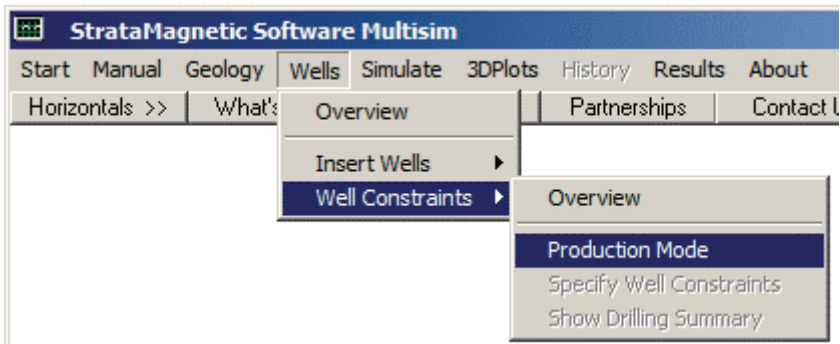 StrataMagnetic Software Multisim
Start Manual Geology Wells Simulate 3DPlots History Results About
Horizontals >> Partnerships Contact
Overview
Insert Wells
Well Constraints
Overview
Production Mode
Specify Well Constraints
Show Drilling Summary